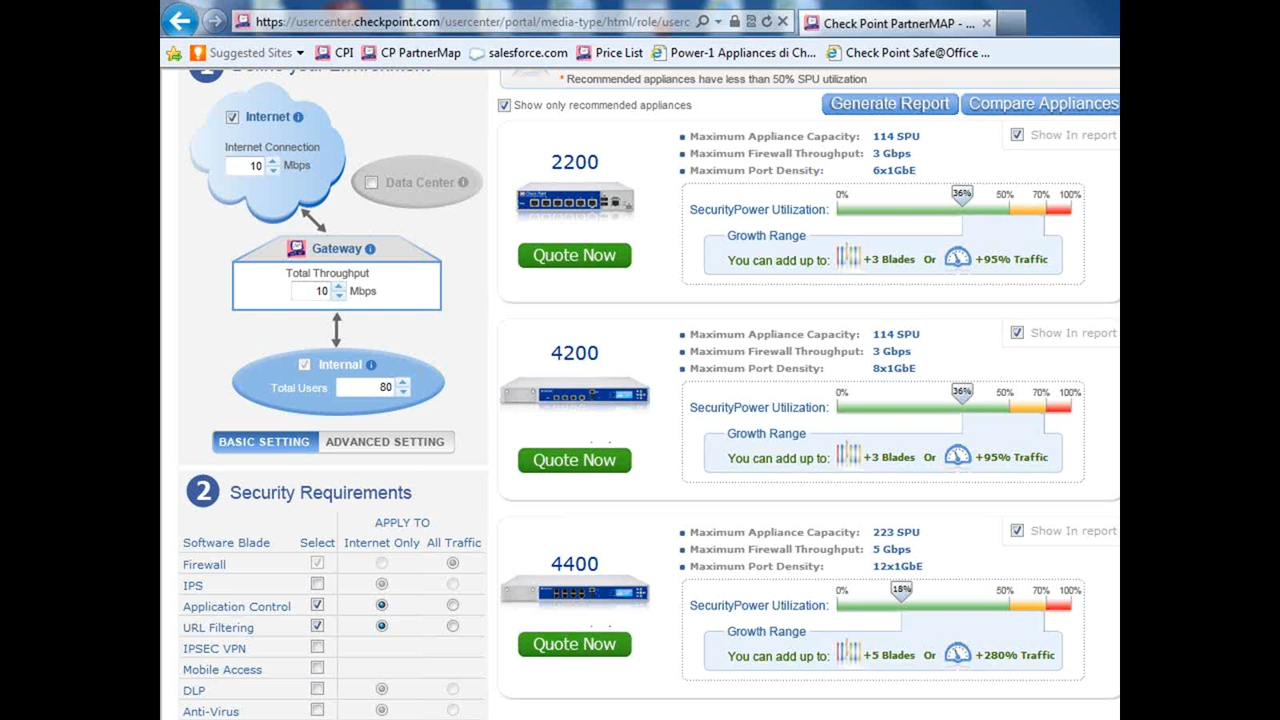 https://usercenter.checkpoint.com/usercenter/portal/media-type/html/role/userc
Check Point PartnerMAP - ...
Suggested Sites
CPI
CP PartnerMap
salesforce.com
Price List
Power-1 Appliances di Ch...
Check Point Safe@Office ...
1 Define your Environment
Internet
Internet Connection
10 Mbps
Data Center
Gateway
Total Throughput
10 Mbps
Internal
Total Users 80
BASIC SETTING ADVANCED SETTING
2 Security Requirements
APPLY TO
Software Blade Select Internet Only All Traffic
Firewall
IPS
Application Control
URL Filtering
IPSEC VPN
Mobile Access
DLP
Anti-Virus
* Recommended appliances have less than 50% SPU utilization
Show only recommended appliances
Generate Report Compare Appliances
2200
Check Point
Quote Now
Maximum Appliance Capacity: 114 SPU
Maximum Firewall Throughput: 3 Gbps
Maximum Port Density: 6x1GbE
Show In report
0% 36% 50% 70% 100%
SecurityPower Utilization:
Growth Range
You can add up to: +3 Blades Or +95% Traffic
4200
Quote Now
Maximum Appliance Capacity: 114 SPU
Maximum Firewall Throughput: 3 Gbps
Maximum Port Density: 8x1GbE
Show In report
0% 36% 50% 70% 100%
SecurityPower Utilization:
Growth Range
You can add up to: +3 Blades Or +95% Traffic
4400
Quote Now
Maximum Appliance Capacity: 223 SPU
Maximum Firewall Throughput: 5 Gbps
Maximum Port Density: 12x1GbE
Show In report
0% 18% 50% 70% 100%
SecurityPower Utilization:
Growth Range
You can add up to: +5 Blades Or +280% Traffic